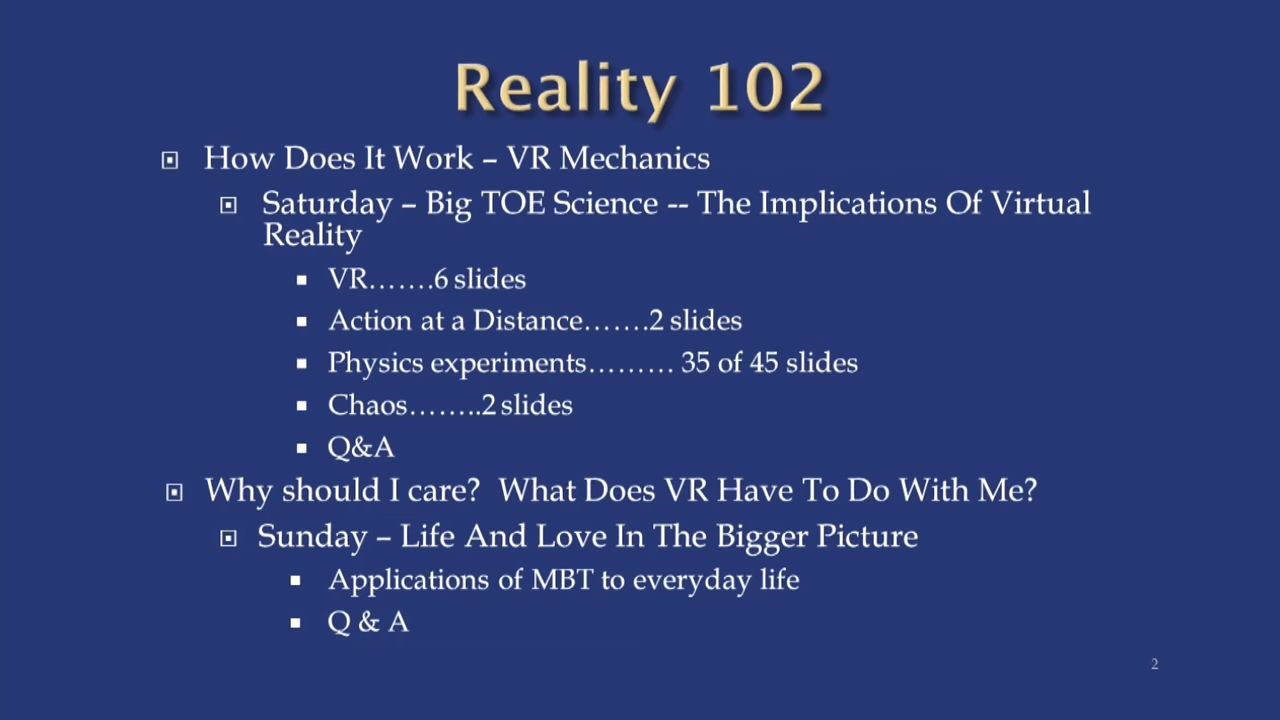 Reality 102
How Does It Work – VR Mechanics
Saturday – Big TOE Science -- The Implications Of Virtual
Reality
VR…….6 slides
Action at a Distance…….2 slides
Physics experiments……… 35 of 45 slides
Chaos……..2 slides
Q&A
Why should I care?  What Does VR Have To Do With Me?
Sunday – Life And Love In The Bigger Picture
Applications of MBT to everyday life
Q & A
2